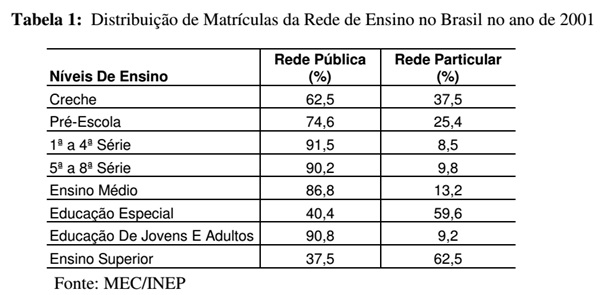 Tabela 1: Distribuição de Matrículas da Rede de Ensino no Brasil no ano de 2001
Níveis De Ensino Rede Pública (%) Rede Particular (%)
Creche 62,5 37,5
Pré-Escola 74,6 25,4
1ª a 4ª Série 91,5 8,5
5ª a 8ª Série 90,2 9,8
Ensino Médio 86,8 13,2
Educação Especial 40,4 59,6
Educação De Jovens E Adultos 90,8 9,2
Ensino Superior 37,5 62,5
Fonte: MEC/INEP